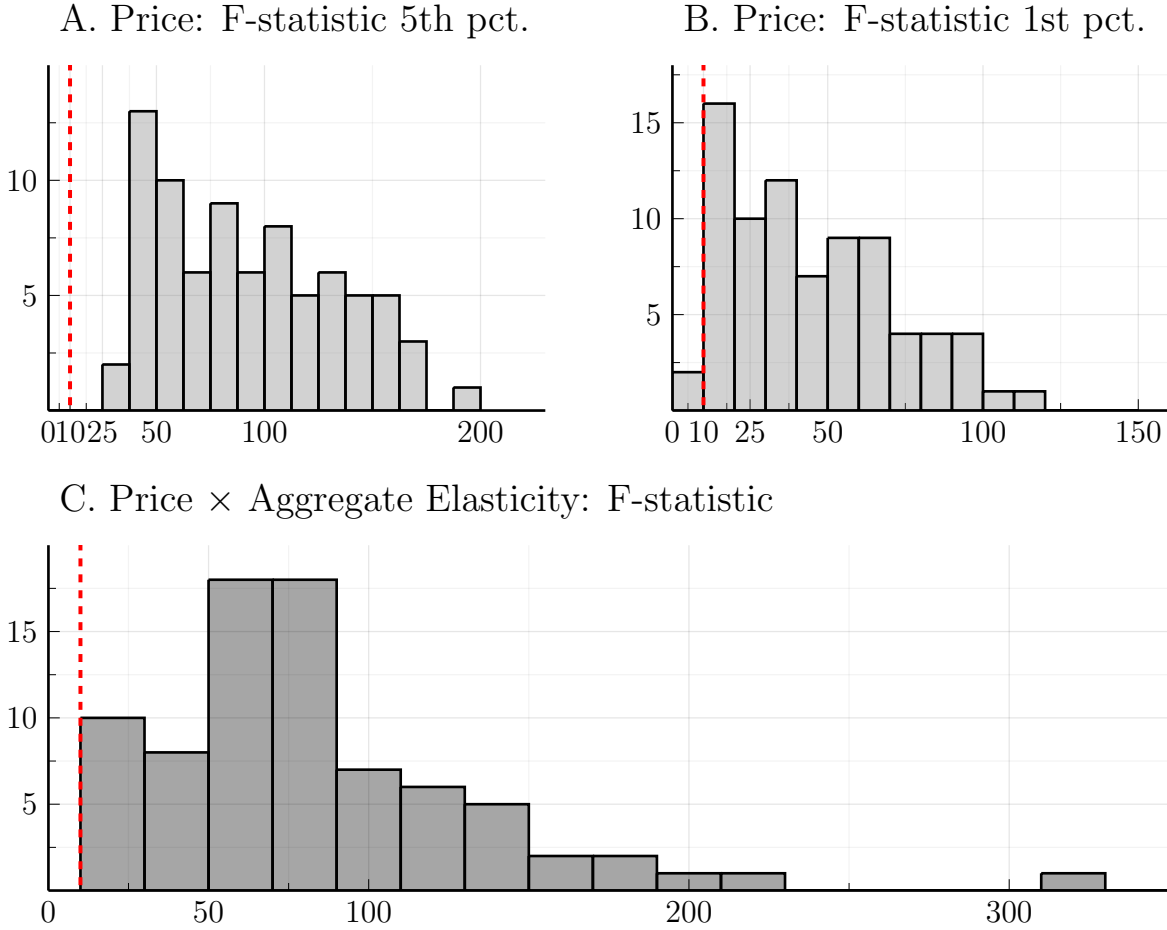 A. Price: F-statistic 5th pct.
B. Price: F-statistic 1st pct.
10
5
0 10 25 50 100 200
15
10
5
0 10 25 50 100 150
C. Price × Aggregate Elasticity: F-statistic
15
10
5
0 50 100 200 300